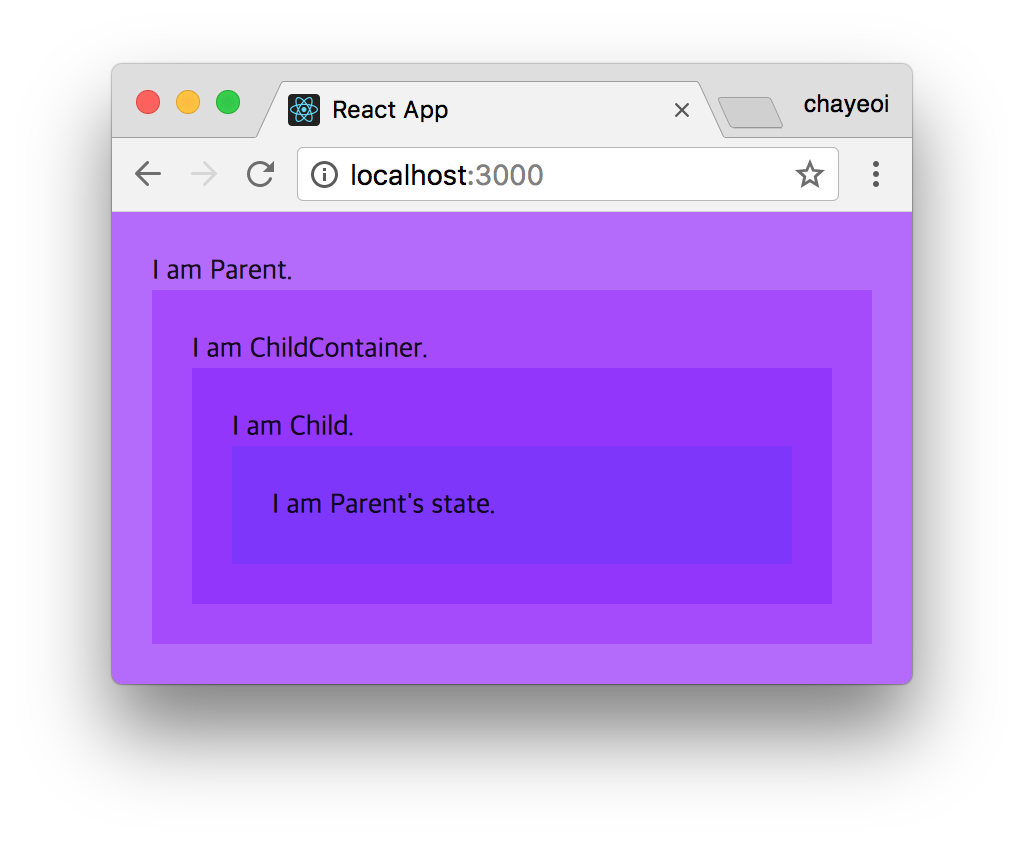 React App
chayeoi
localhost:3000
I am Parent.
I am ChildContainer.
I am Child.
I am Parent's state.